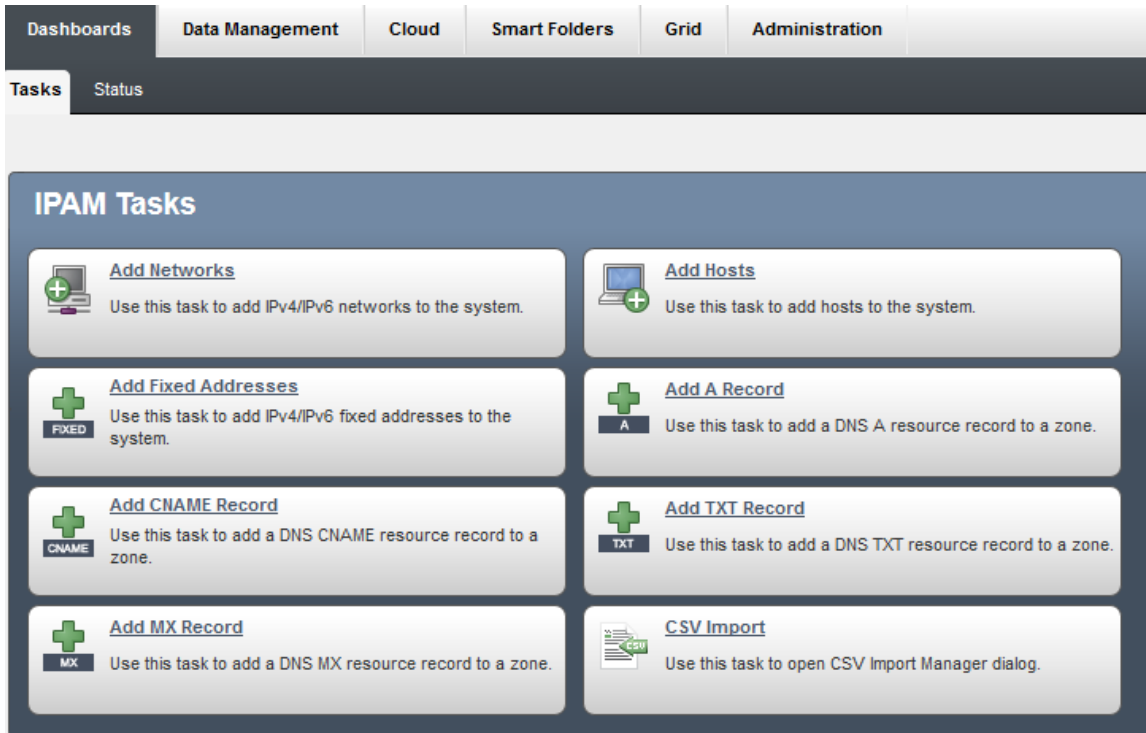 Dashboards Data Management Cloud Smart Folders Grid Administration
Tasks Status
IPAM Tasks
Add Networks
Use this task to add IPv4/IPv6 networks to the system.
Add Hosts
Use this task to add hosts to the system.
FIXED
Add Fixed Addresses
Use this task to add IPv4/IPv6 fixed addresses to the
system.
A
Add A Record
Use this task to add a DNS A resource record to a zone.
CNAME
Add CNAME Record
Use this task to add a DNS CNAME resource record to a
zone.
TXT
Add TXT Record
Use this task to add a DNS TXT resource record to a zone.
MX
Add MX Record
Use this task to add a DNS MX resource record to a zone.
CSV
CSV Import
Use this task to open CSV Import Manager dialog.